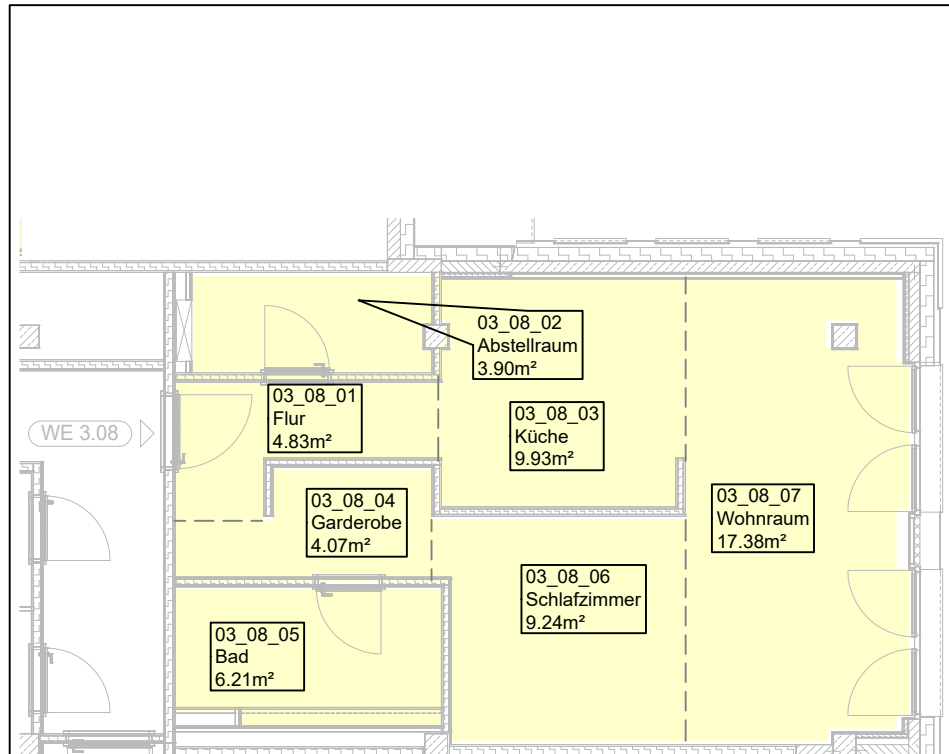 03_08_02
Abstellraum
3.90m²
03_08_01
Flur
4.83m²
WE 3.08
03_08_03
Küche
9.93m²
03_08_04
Garderobe
4.07m²
03_08_07
Wohnraum
17.38m²
03_08_06
Schlafzimmer
9.24m²
03_08_05
Bad
6.21m²